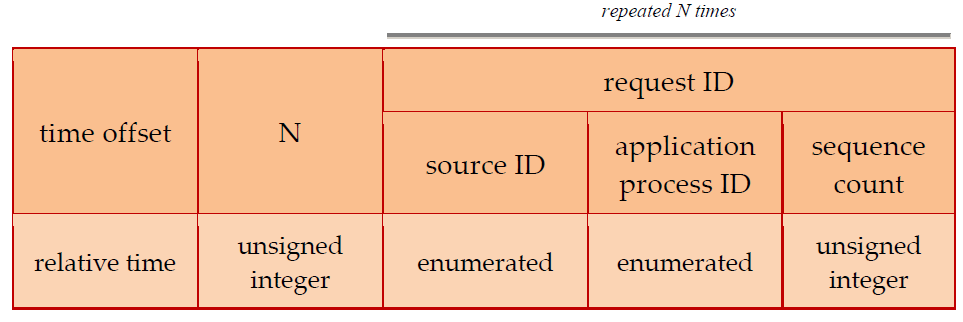 repeated N times
request ID
time offset
N
source ID
application
process ID
sequence
count
relative time
unsigned
integer
enumerated
enumerated
unsigned
integer